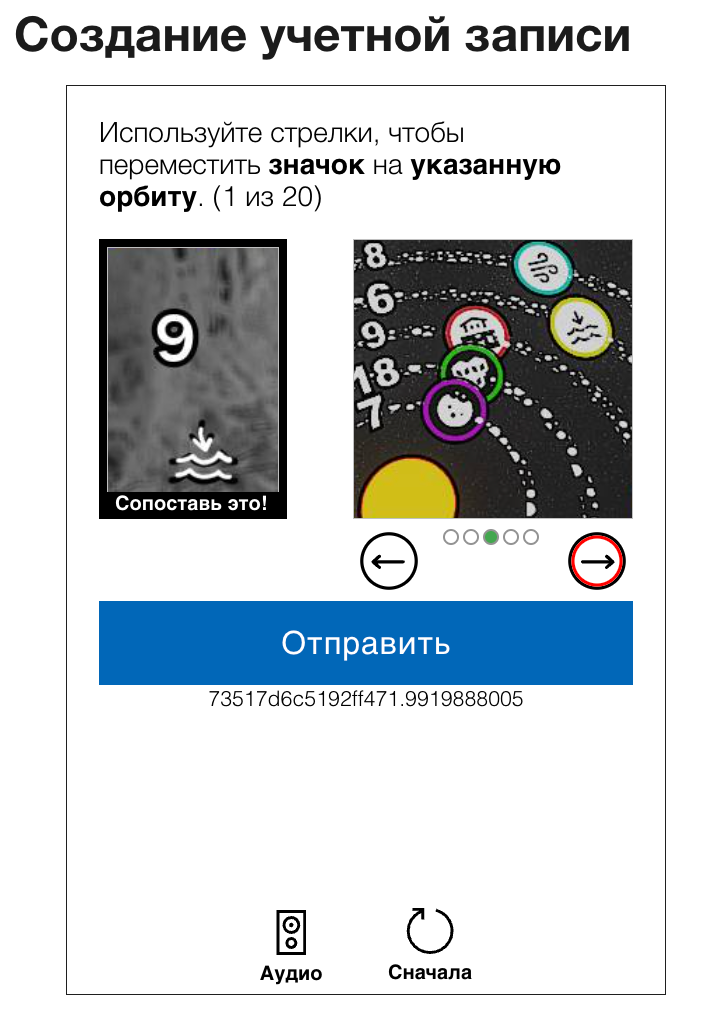 Создание учетной записи
Используйте стрелки, чтобы
переместить значок на указанную
орбиту. (1 из 20)
9
Сопоставь это!
8
6
9
18
7
Отправить
73517d6c5192ff471.9919888005
Аудио
Сначала